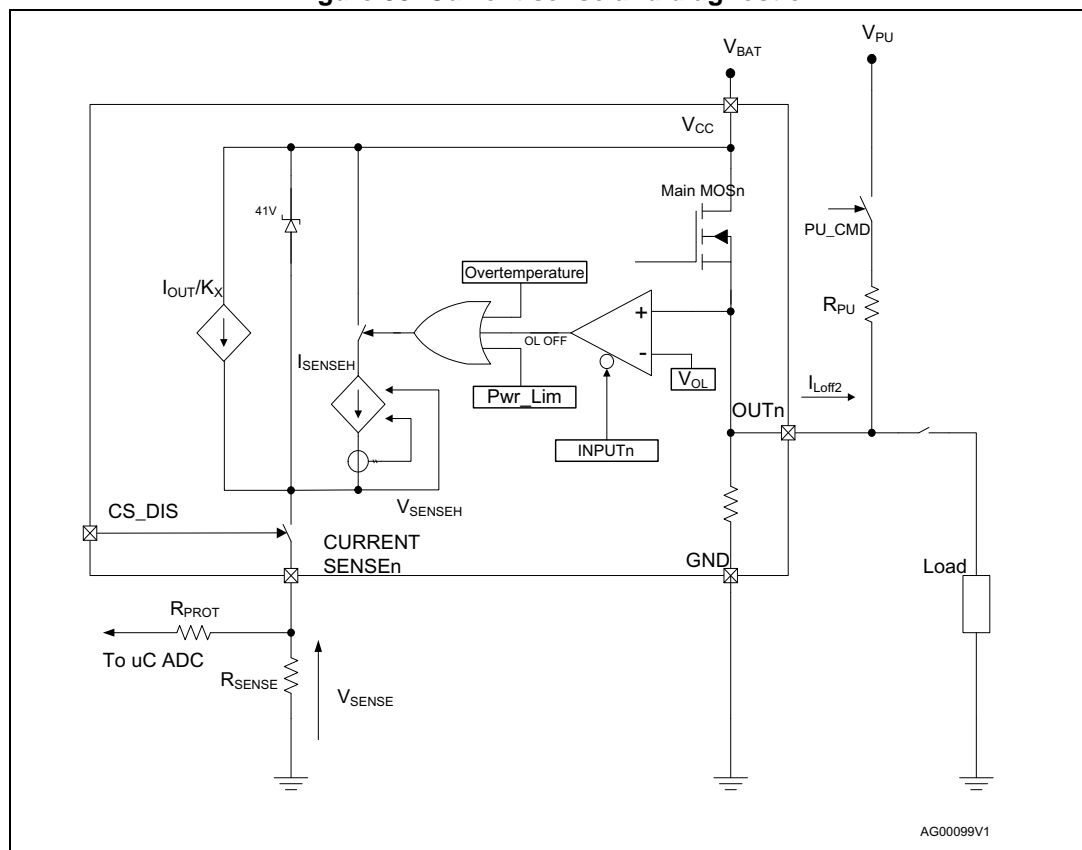 V_BAT
V_PU
V_CC
Main MOSn
41V
PU_CMD
Overtemperature
I_OUT/K_X
R_PU
+
OL OFF
-
I_SENSEH
V_OL
Pwr_Lim
I_Loff2
OUTn
INPUTn
V_SENSEH
CS_DIS
CURRENT
SENSEn
GND
Load
R_PROT
To uC ADC
R_SENSE
V_SENSE
AG00099V1